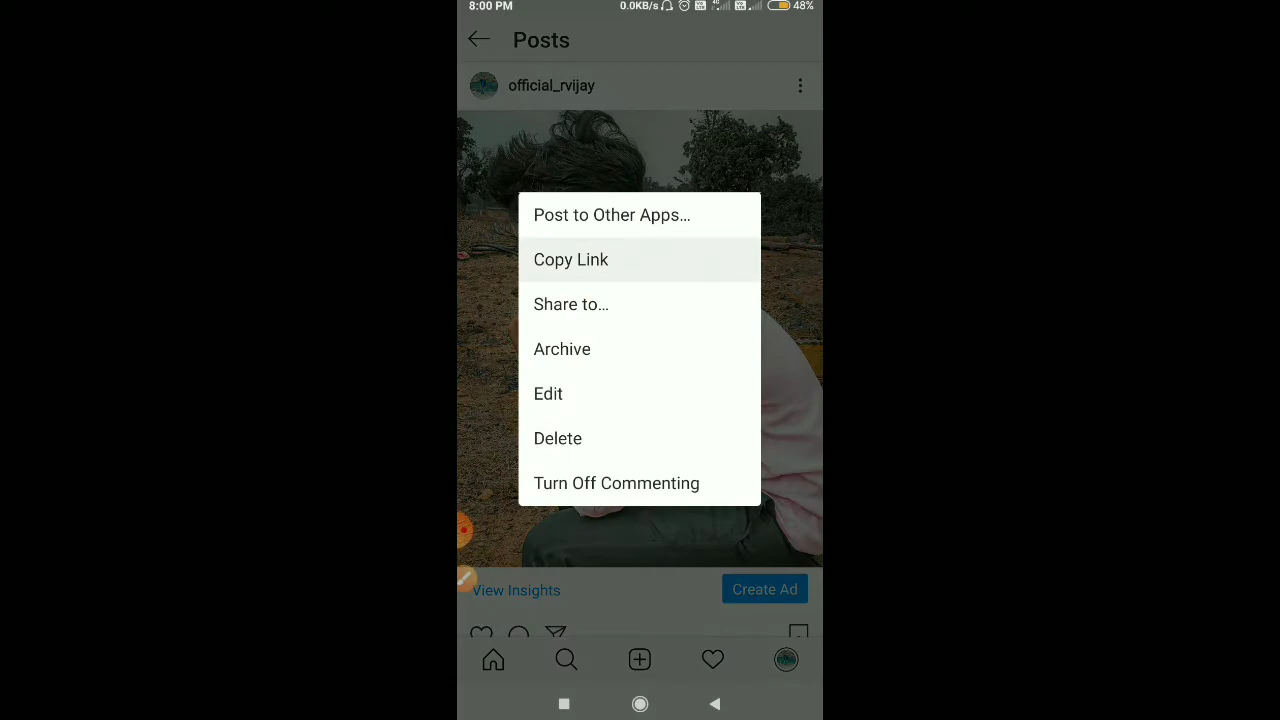 8:00 PM 0.0KB/s 4G 48%
Posts
official_rvijay
Post to Other Apps…
Copy Link
Share to…
Archive
Edit
Delete
Turn Off Commenting
View Insights Create Ad